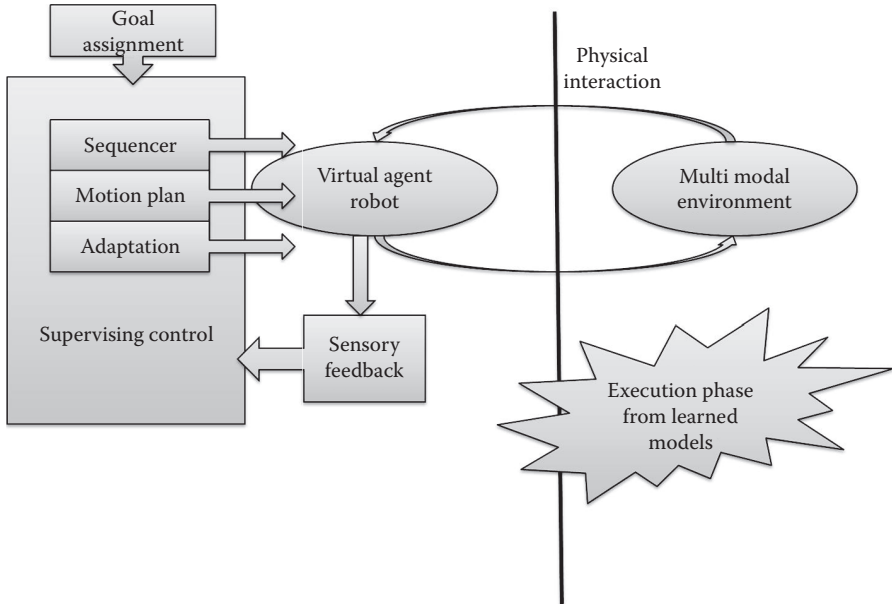 Goal
assignment
Physical
interaction
Sequencer
Motion plan
Adaptation
Virtual agent
robot
Multi modal
environment
Supervising control
Sensory
feedback
Execution phase
from learned
models